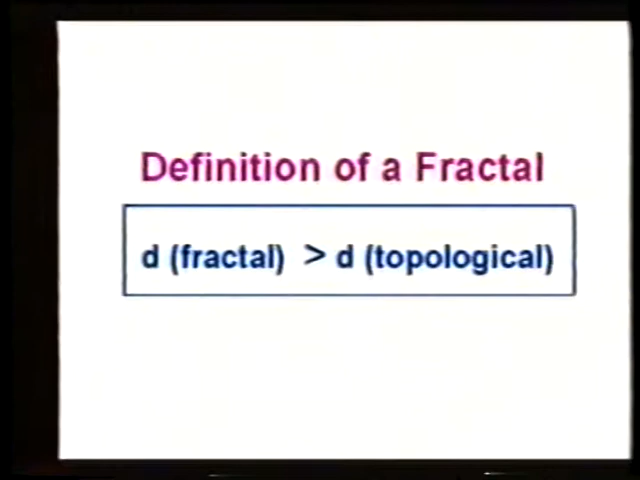 Definition of a Fractal
d (fractal) > d (topological)